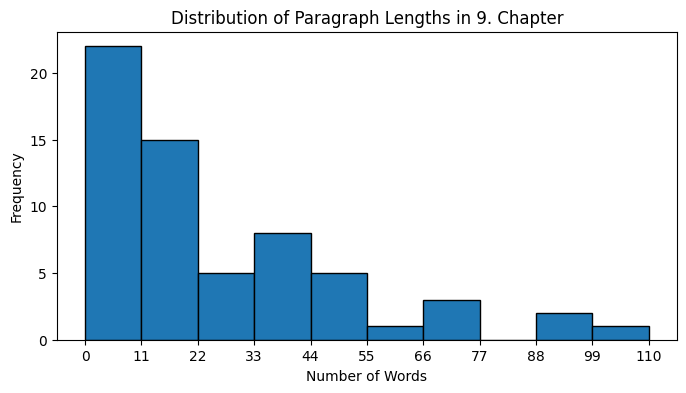 Distribution of Paragraph Lengths in 9. Chapter
Frequency
20
15
10
5
0
0 11 22 33 44 55 66 77 88 99 110
Number of Words